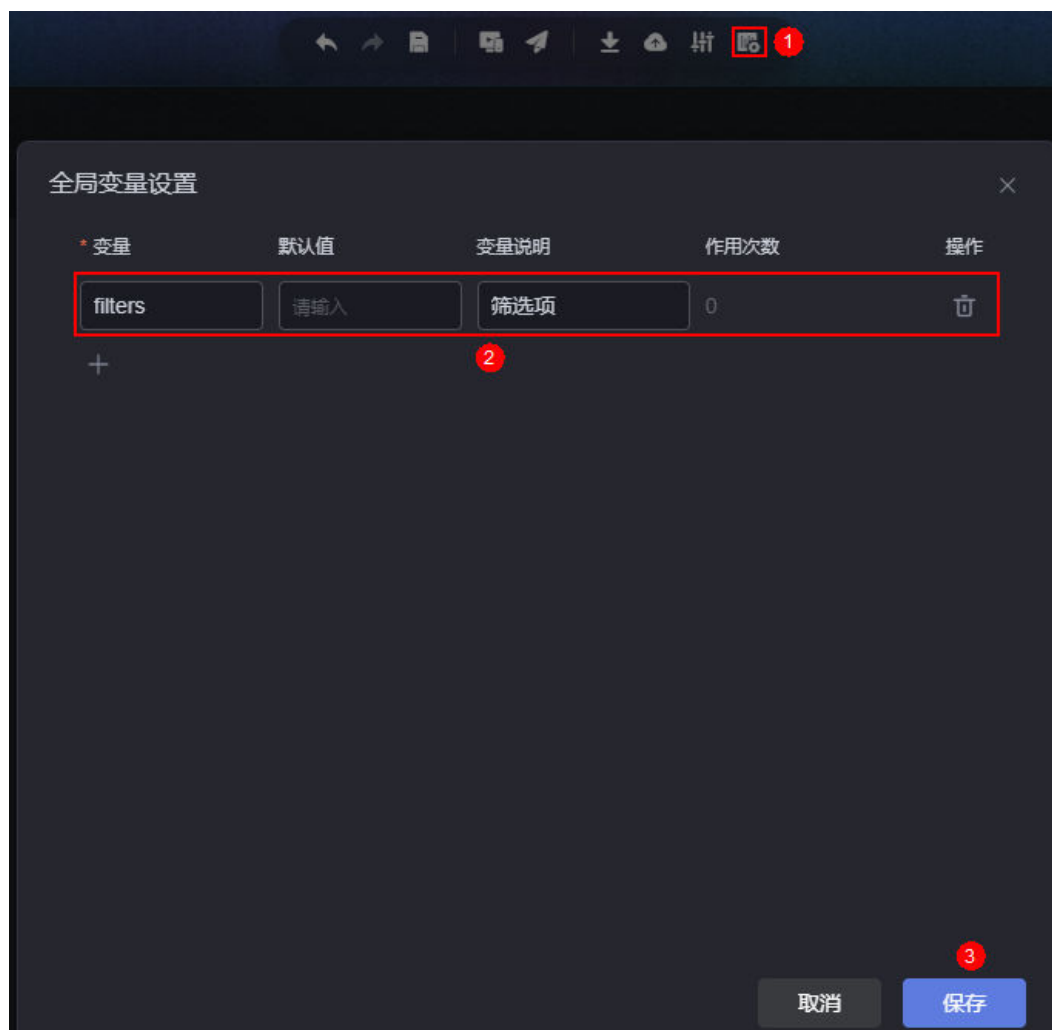 1
全局变量设置
* 变量 默认值 变量说明 作用次数 操作
filters 请输入 筛选项 0
2
3
取消 保存